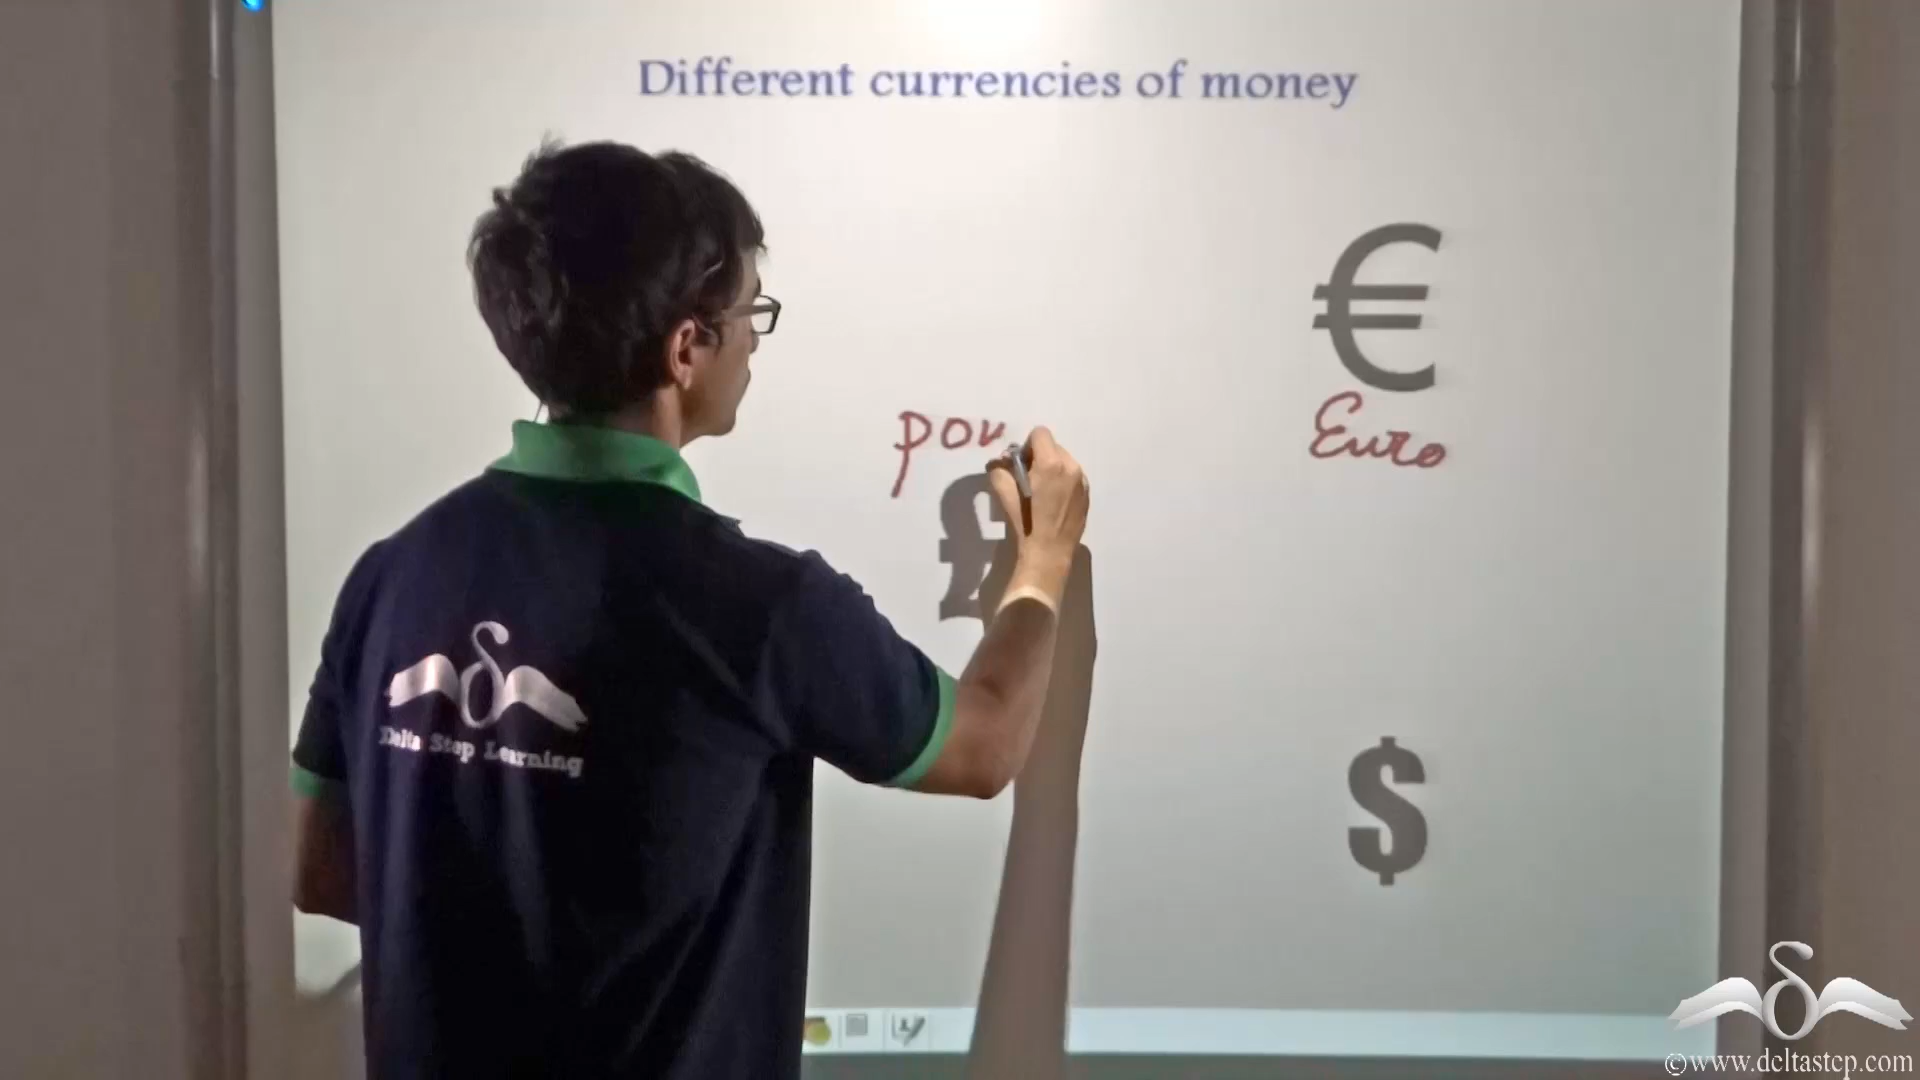 Different currencies of money
€
Euro
pou
£
$
Delta Step Learning
©www.deltastep.com